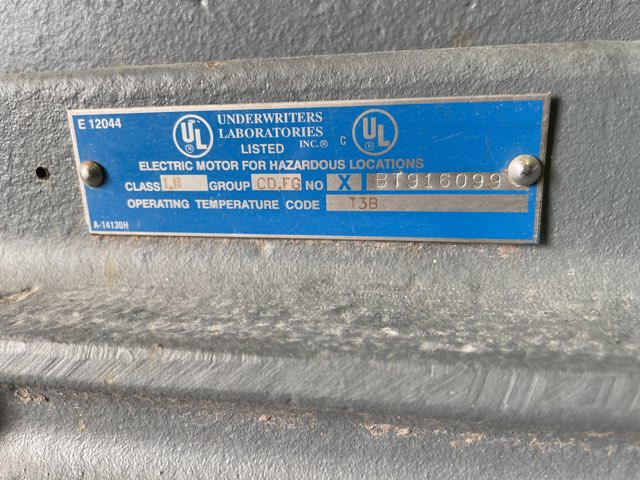 E 12044
UL
UNDERWRITERS
LABORATORIES
INC.®
LISTED
C UL
ELECTRIC MOTOR FOR HAZARDOUS LOCATIONS
CLASS GROUP CD,FG NO X BT916099
OPERATING TEMPERATURE CODE T3B
A-14130H